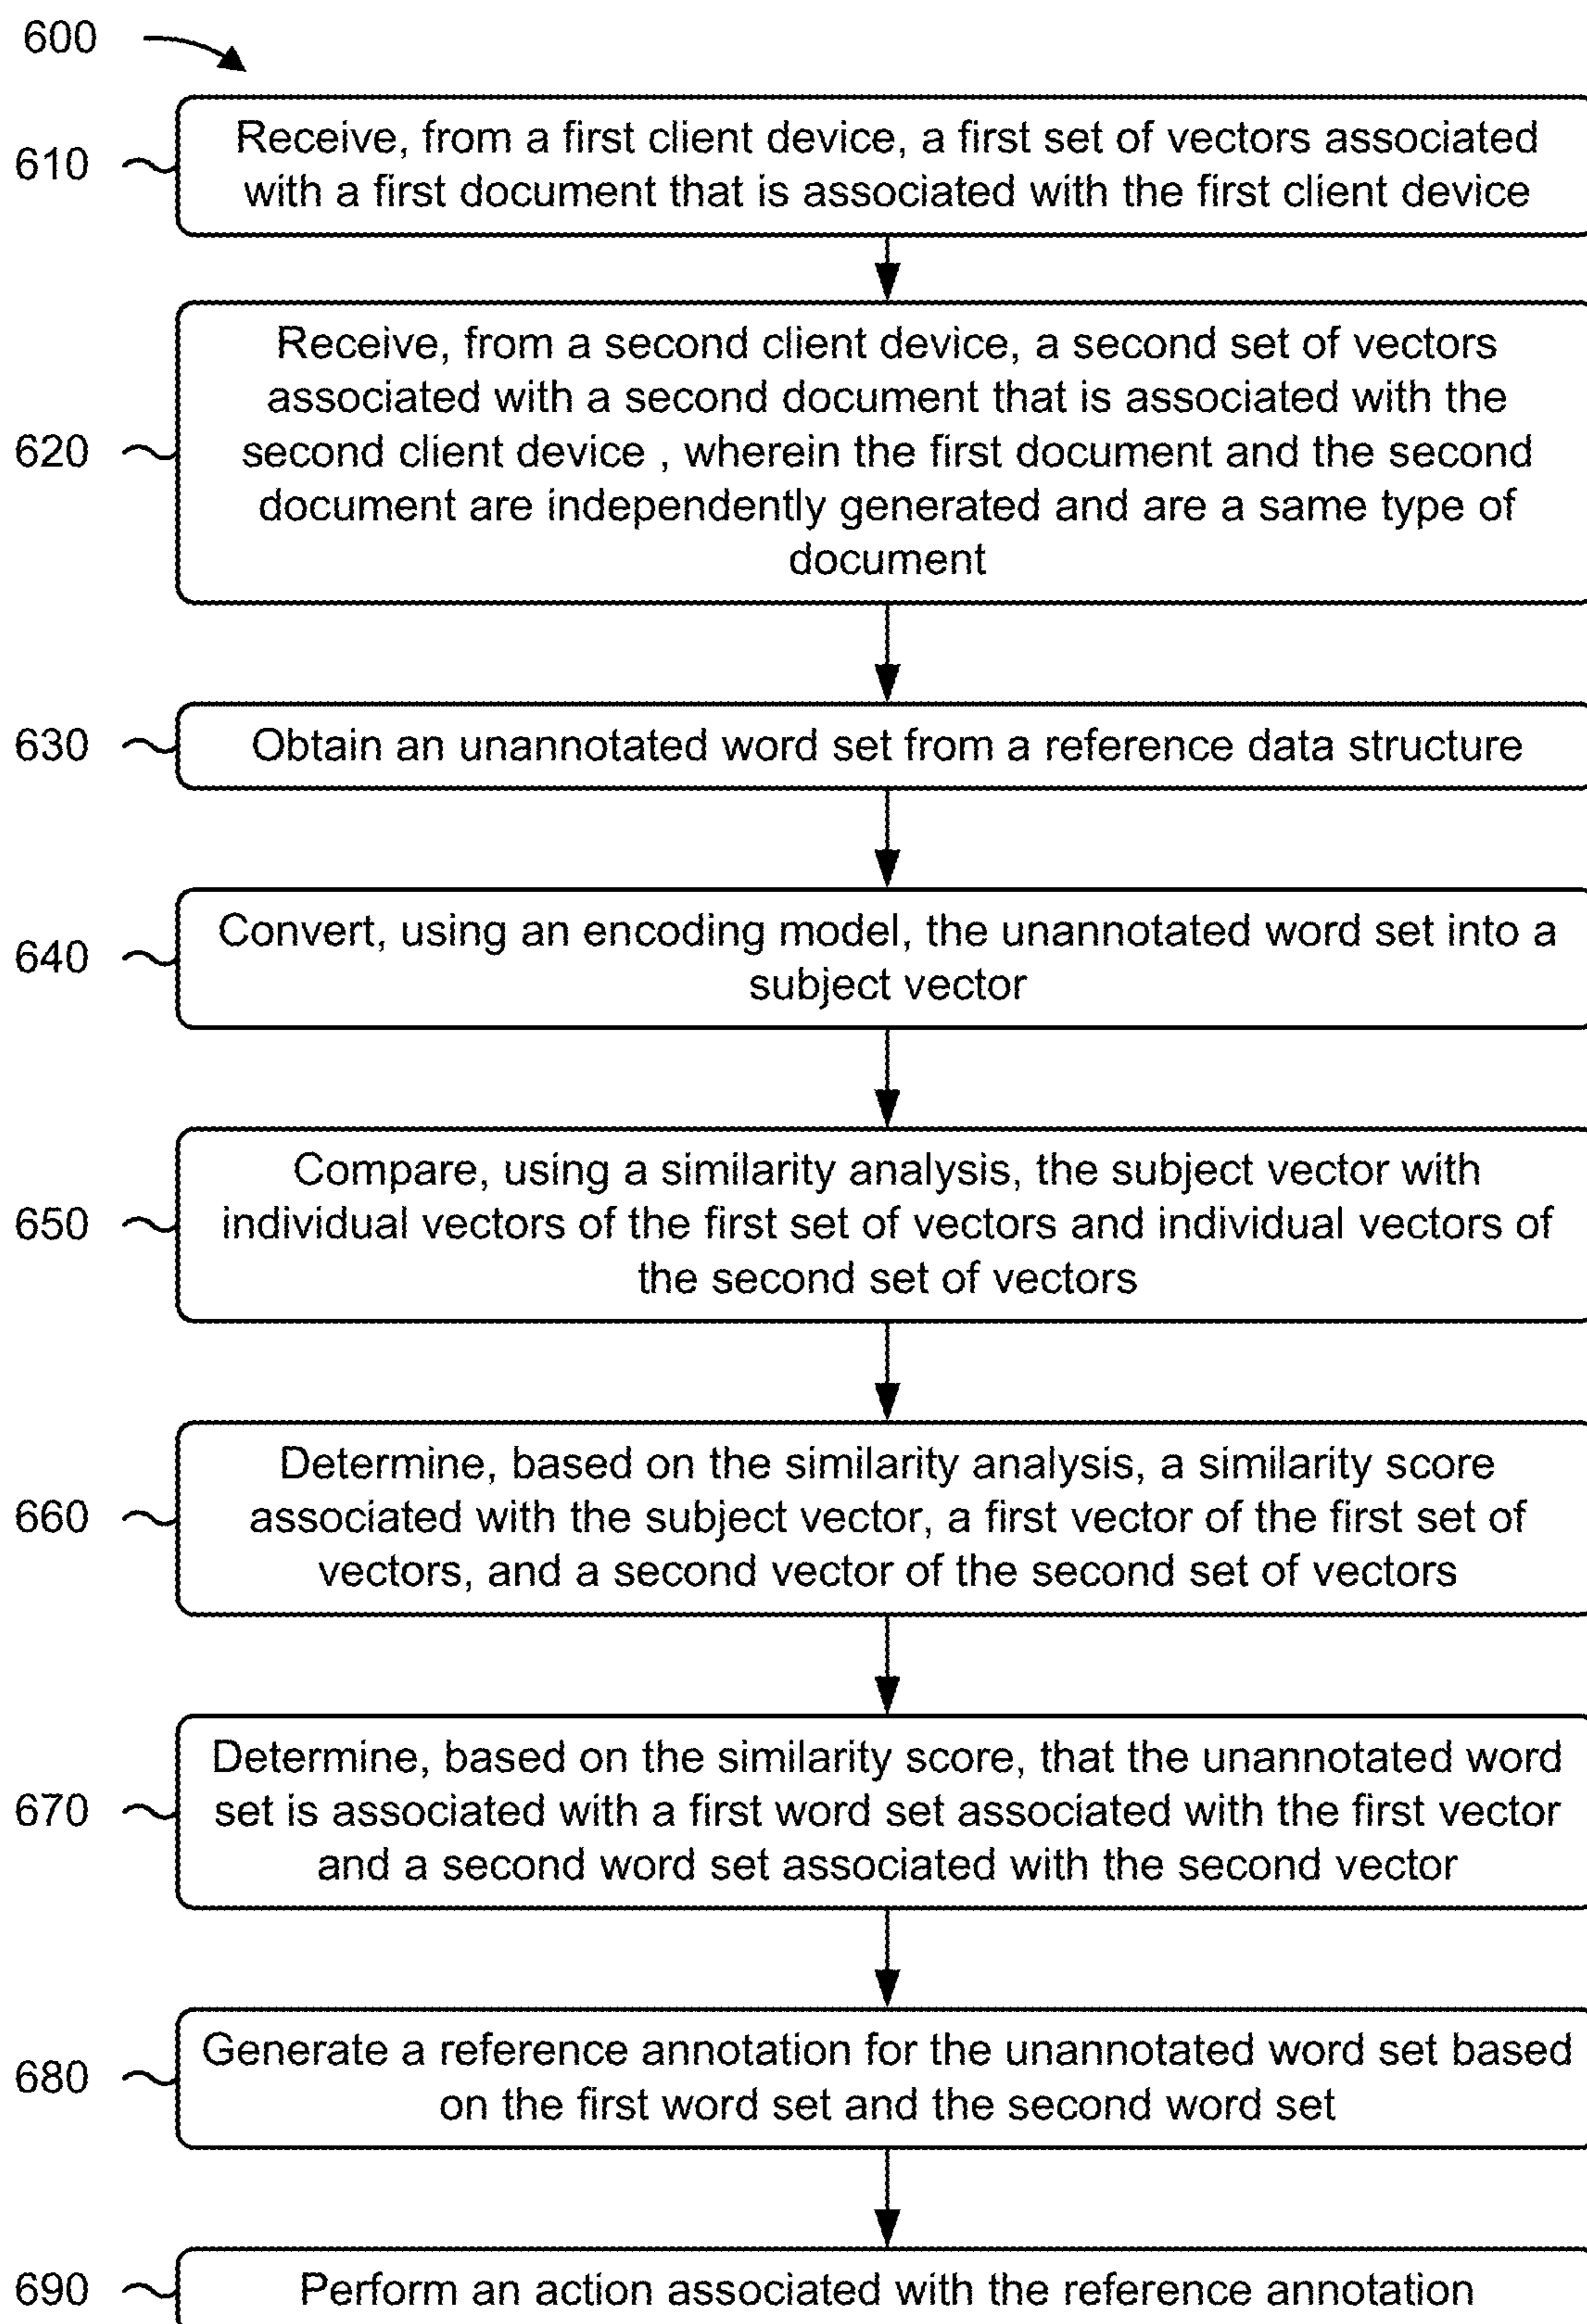 600
610
Receive, from a first client device, a first set of vectors associated
with a first document that is associated with the first client device
620
Receive, from a second client device, a second set of vectors
associated with a second document that is associated with the
second client device , wherein the first document and the second
document are independently generated and are a same type of
document
630
Obtain an unannotated word set from a reference data structure
640
Convert, using an encoding model, the unannotated word set into a
subject vector
650
Compare, using a similarity analysis, the subject vector with
individual vectors of the first set of vectors and individual vectors of
the second set of vectors
660
Determine, based on the similarity analysis, a similarity score
associated with the subject vector, a first vector of the first set of
vectors, and a second vector of the second set of vectors
670
Determine, based on the similarity score, that the unannotated word
set is associated with a first word set associated with the first vector
and a second word set associated with the second vector
680
Generate a reference annotation for the unannotated word set based
on the first word set and the second word set
690
Perform an action associated with the reference annotation